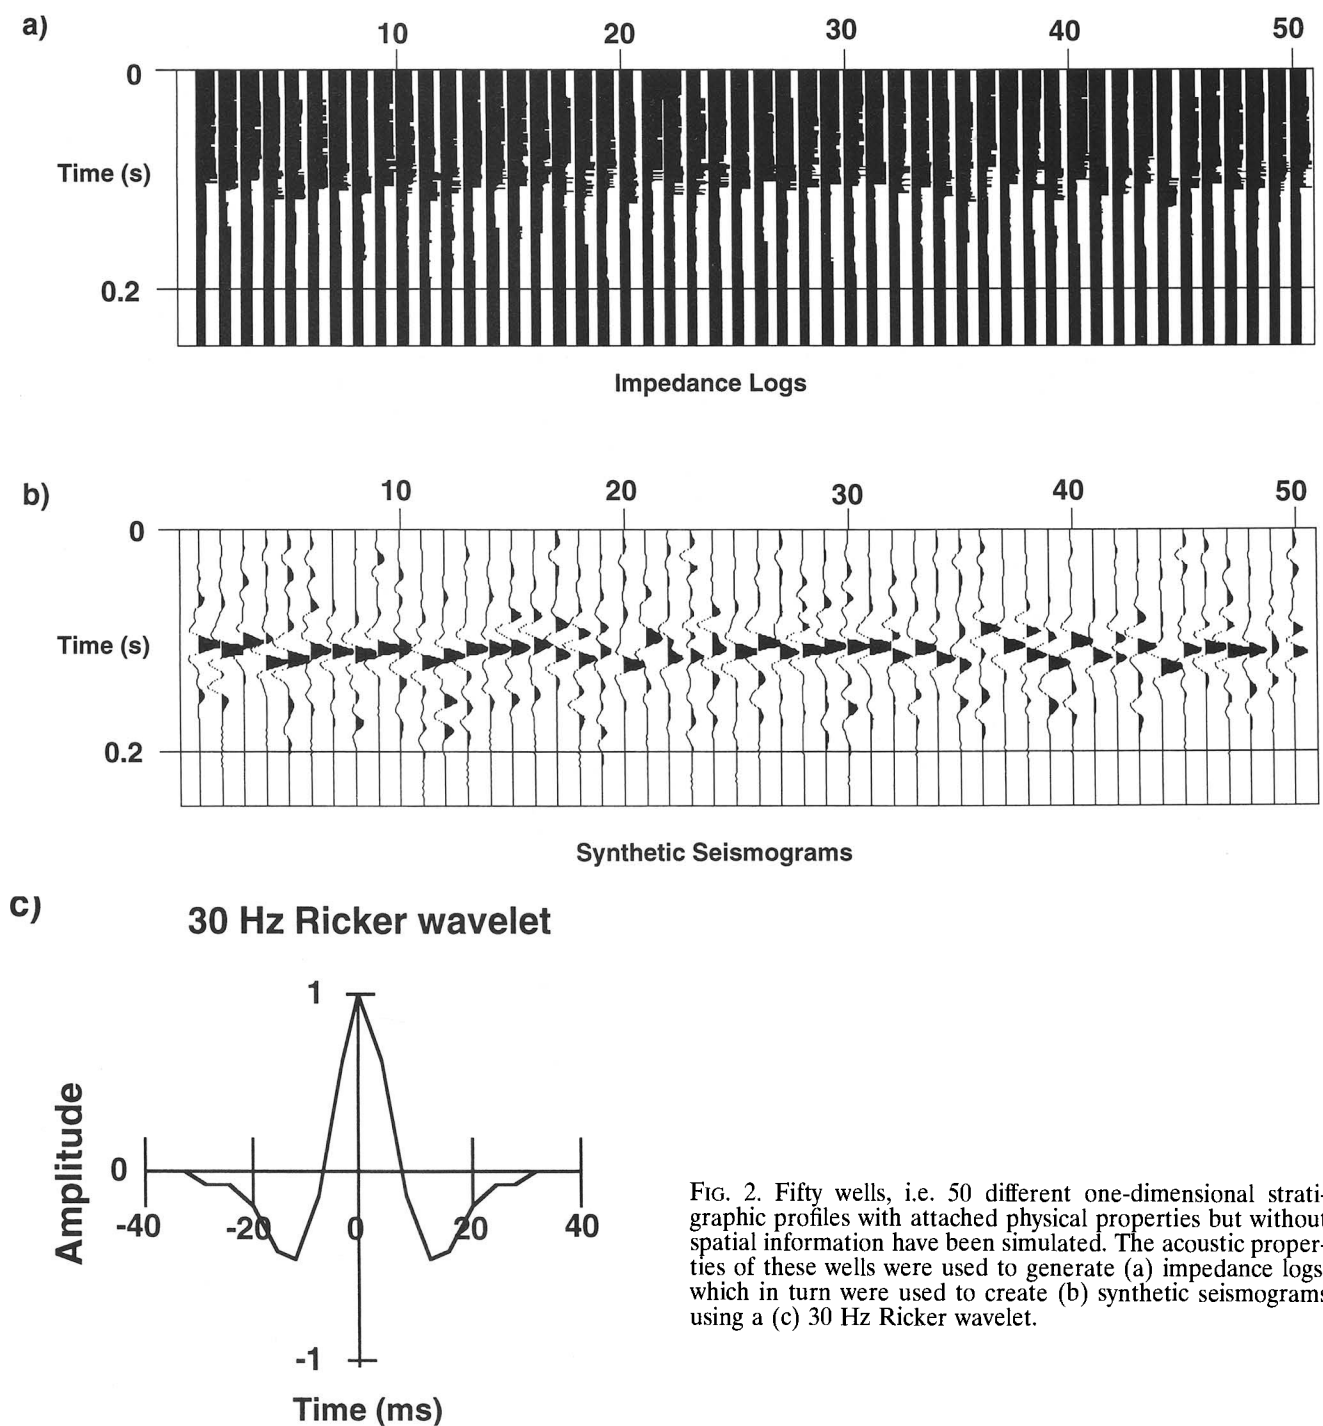 a)
10 20 30 40 50
0
Time (s)
0.2
Impedance Logs
b)
10 20 30 40 50
0
Time (s)
0.2
Synthetic Seismograms
c)
30 Hz Ricker wavelet
1
Amplitude
0
-40 -20 0 20 40
-1
Time (ms)
FIG. 2. Fifty wells, i.e. 50 different one-dimensional strati-
graphic profiles with attached physical properties but without
spatial information have been simulated. The acoustic proper-
ties of these wells were used to generate (a) impedance logs
which in turn were used to create (b) synthetic seismograms
using a (c) 30 Hz Ricker wavelet.